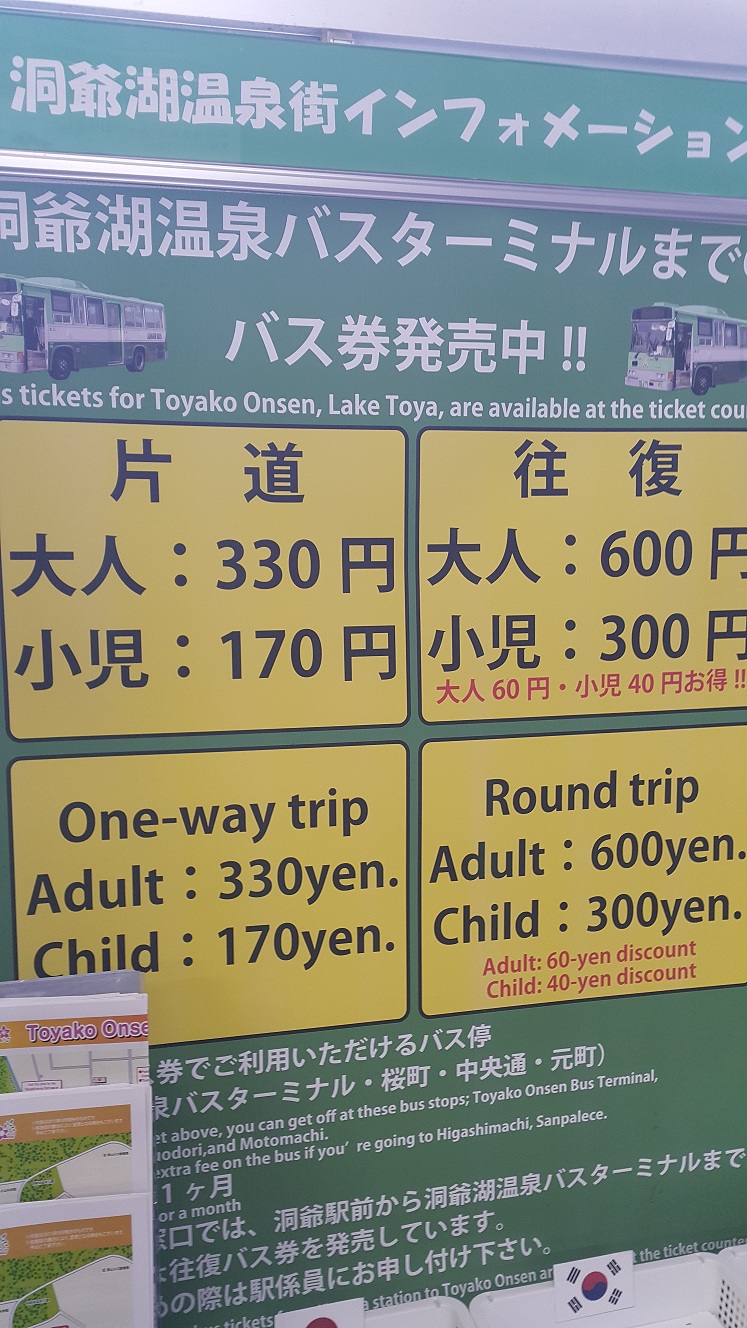 洞爺湖温泉街インフォメーション
洞爺湖温泉バスターミナルまでの
バス券発売中!!
s tickets for Toyako Onsen, Lake Toya, are available at the ticket cou
片 道
大人：330円
小児：170円
往 復
大人：600円
小児：300円
大人60円・小児40円お得!!
One-way trip
Adult：330yen.
Child：170yen.
Round trip
Adult：600yen.
Child：300yen.
Adult: 60-yen discount
Child: 40-yen discount
券でご利用いただけるバス停
泉バスターミナル・桜町・中央通・元町）
et above, you can get off at these bus stops; Toyako Onsen Bus Terminal,
uodori,and Motomachi.
extra fee on the bus if you're going to Higashimachi, Sanpalece.
1ヶ月
or a month
窓口では、洞爺駅前から洞爺湖温泉バスターミナルまで
往復バス券を発売しています。
の際は駅係員にお申し付け下さい。
bus tickets
a station to Toyako Onsen ar
the ticket counte
Toyako Onse